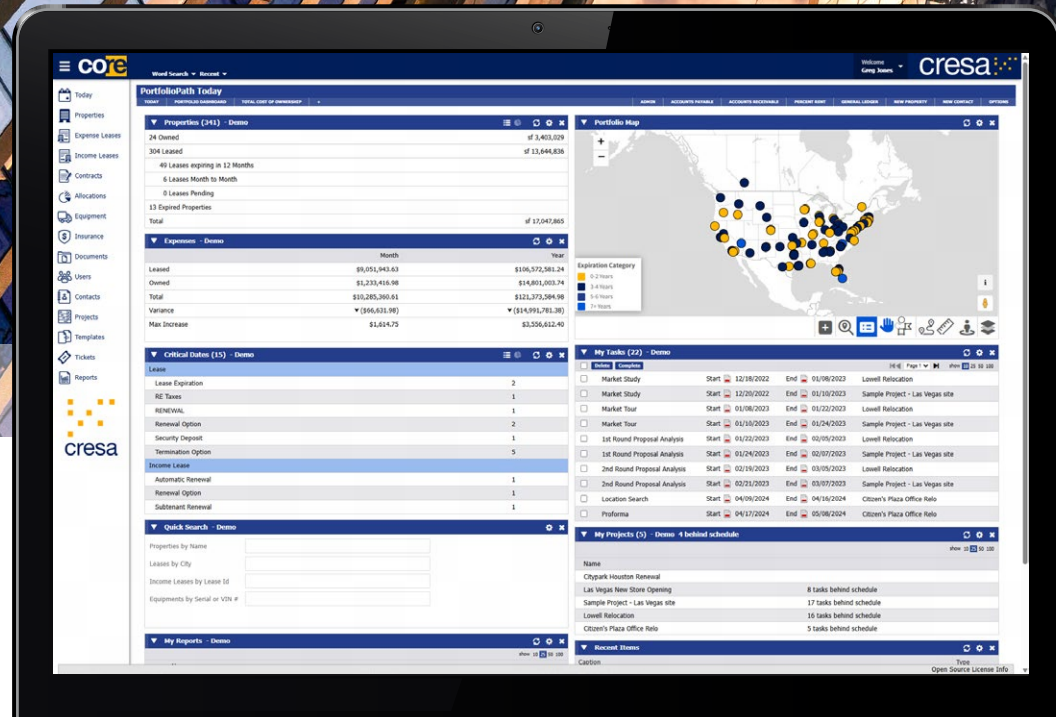 core
Word Search Recent
Welcome
Greg Jones
cresa
Today
Properties
Expense Leases
Income Leases
Contracts
Allocations
Equipment
Insurance
Documents
Users
Contacts
Projects
Templates
Tickets
Reports
cresa
PortfolioPath Today
TODAY PORTFOLIO DASHBOARD TOTAL COST OF OWNERSHIP + ADMIN ACCOUNTS PAYABLE ACCOUNTS RECEIVABLE PERCENT RENT GENERAL LEDGER NEW PROPERTY NEW CONTACT OPTIONS
Properties (341) - Demo
24 Owned sf 3,403,029
304 Leased sf 13,644,836
49 Leases expiring in 12 Months
6 Leases Month to Month
0 Leases Pending
13 Expired Properties
Total sf 17,047,865
Expenses - Demo
Month Year
Leased $9,051,943.63 $106,572,581.24
Owned $1,233,416.98 $14,801,003.74
Total $10,285,360.61 $121,373,584.98
Variance ▼ ($66,631.98) ▼ ($14,991,781.38)
Max Increase $1,614.75 $3,556,612.40
Critical Dates (15) - Demo
Lease
Lease Expiration 2
RE Taxes 1
RENEWAL 1
Renewal Option 2
Security Deposit 1
Termination Option 5
Income Lease
Automatic Renewal 1
Renewal Option 1
Subtenant Renewal 1
Quick Search - Demo
Properties by Name
Leases by City
Income Leases by Lease Id
Equipments by Serial or VIN #
My Reports - Demo
show 10 25 50 100
Portfolio Map
+
−
Expiration Category
0-2 Years
3-4 Years
5-6 Years
7+ Years
My Tasks (22) - Demo
Delete Complete Page 1 show 10 25 50 100
Market Study Start 12/18/2022 End 01/08/2023 Lowell Relocation
Market Study Start 12/20/2022 End 01/10/2023 Sample Project - Las Vegas site
Market Tour Start 01/08/2023 End 01/22/2023 Lowell Relocation
Market Tour Start 01/10/2023 End 01/24/2023 Sample Project - Las Vegas site
1st Round Proposal Analysis Start 01/22/2023 End 02/05/2023 Lowell Relocation
1st Round Proposal Analysis Start 01/24/2023 End 02/07/2023 Sample Project - Las Vegas site
2nd Round Proposal Analysis Start 02/19/2023 End 03/05/2023 Lowell Relocation
2nd Round Proposal Analysis Start 02/21/2023 End 03/07/2023 Sample Project - Las Vegas site
Location Search Start 04/09/2024 End 04/16/2024 Citizen's Plaza Office Relo
Proforma Start 04/17/2024 End 05/08/2024 Citizen's Plaza Office Relo
My Projects (5) - Demo 4 behind schedule
show 10 25 50 100
Name
Citypark Houston Renewal
Las Vegas New Store Opening 8 tasks behind schedule
Sample Project - Las Vegas site 17 tasks behind schedule
Lowell Relocation 16 tasks behind schedule
Citizen's Plaza Office Relo 5 tasks behind schedule
Recent Items
Caption Type
Open Source License Info